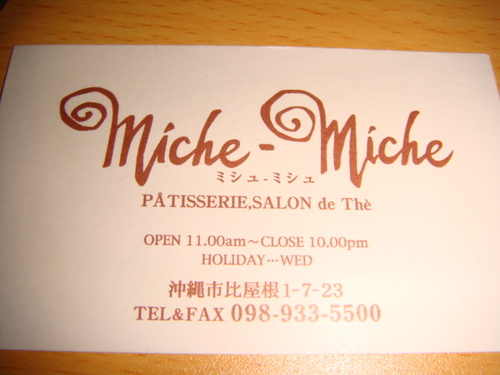 Miche - Miche
ミシュ-ミシュ
PÂTISSERIE,SALON de Thè
OPEN 11.00am～CLOSE 10.00pm
HOLIDAY…WED
沖縄市比屋根1-7-23
TEL&FAX 098-933-5500